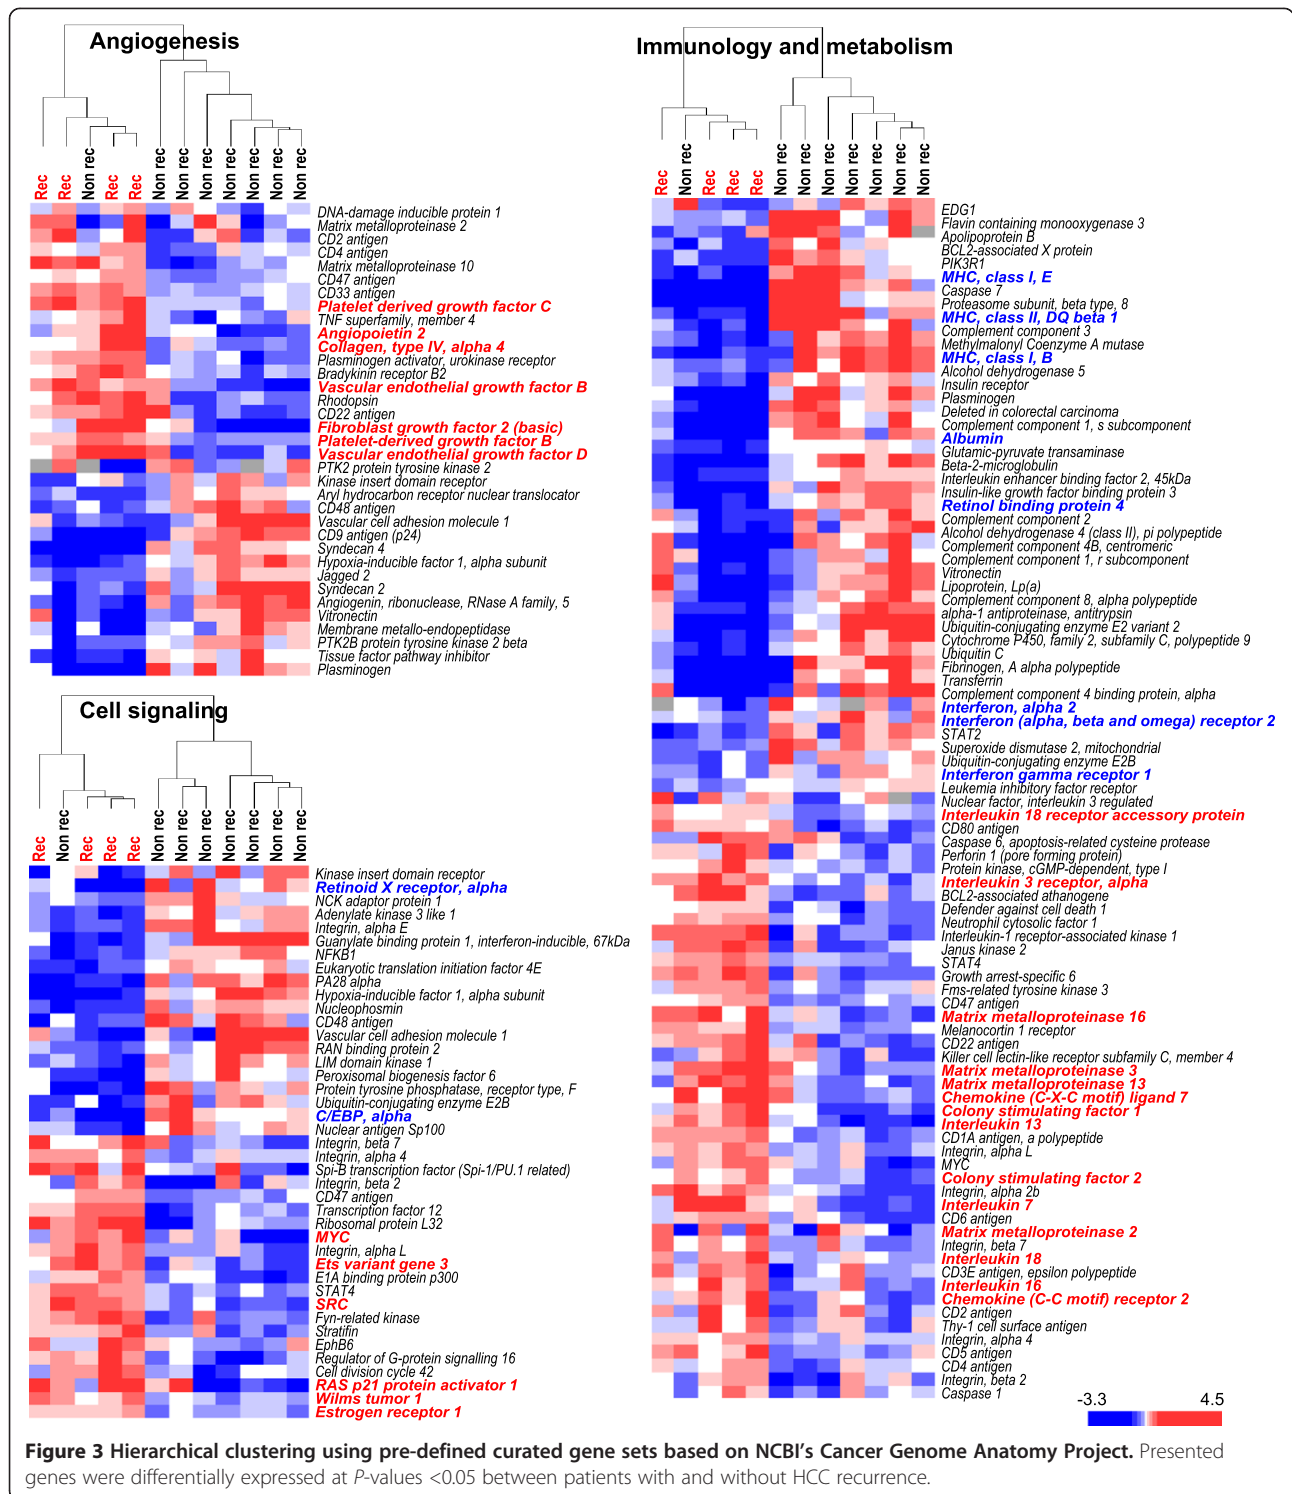 Angiogenesis
Rec
Rec
Non rec
Rec
Rec
Non rec
Non rec
Non rec
Non rec
Non rec
Non rec
Non rec
DNA-damage inducible protein 1
Matrix metalloproteinase 2
CD2 antigen
CD4 antigen
Matrix metalloproteinase 10
CD47 antigen
CD33 antigen
Platelet derived growth factor C
TNF superfamily, member 4
Angiopoietin 2
Collagen, type IV, alpha 4
Plasminogen activator, urokinase receptor
Bradykinin receptor B2
Vascular endothelial growth factor B
Rhodopsin
CD22 antigen
Fibroblast growth factor 2 (basic)
Platelet-derived growth factor B
Vascular endothelial growth factor D
PTK2 protein tyrosine kinase 2
Kinase insert domain receptor
Aryl hydrocarbon receptor nuclear translocator
CD48 antigen
Vascular cell adhesion molecule 1
CD9 antigen (p24)
Syndecan 4
Hypoxia-inducible factor 1, alpha subunit
Jagged 2
Syndecan 2
Angiogenin, ribonuclease, RNase A family, 5
Vitronectin
Membrane metallo-endopeptidase
PTK2B protein tyrosine kinase 2 beta
Tissue factor pathway inhibitor
Plasminogen
Cell signaling
Rec
Non rec
Rec
Rec
Rec
Non rec
Non rec
Non rec
Non rec
Non rec
Non rec
Non rec
Kinase insert domain receptor
Retinoid X receptor, alpha
NCK adaptor protein 1
Adenylate kinase 3 like 1
Integrin, alpha E
Guanylate binding protein 1, interferon-inducible, 67kDa
NFKB1
Eukaryotic translation initiation factor 4E
PA28 alpha
Hypoxia-inducible factor 1, alpha subunit
Nucleophosmin
CD48 antigen
Vascular cell adhesion molecule 1
RAN binding protein 2
LIM domain kinase 1
Peroxisomal biogenesis factor 6
Protein tyrosine phosphatase, receptor type, F
Ubiquitin-conjugating enzyme E2B
C/EBP, alpha
Nuclear antigen Sp100
Integrin, beta 7
Integrin, alpha 4
Spi-B transcription factor (Spi-1/PU.1 related)
Integrin, beta 2
CD47 antigen
Transcription factor 12
Ribosomal protein L32
MYC
Integrin, alpha L
Ets variant gene 3
E1A binding protein p300
STAT4
SRC
Fyn-related kinase
Stratifin
EphB6
Regulator of G-protein signalling 16
Cell division cycle 42
RAS p21 protein activator 1
Wilms tumor 1
Estrogen receptor 1
Immunology and metabolism
Rec
Non rec
Rec
Rec
Rec
Non rec
Non rec
Non rec
Non rec
Non rec
Non rec
Non rec
EDG1
Flavin containing monooxygenase 3
Apolipoprotein B
BCL2-associated X protein
PIK3R1
MHC, class I, E
Caspase 7
Proteasome subunit, beta type, 8
MHC, class II, DQ beta 1
Complement component 3
Methylmalonyl Coenzyme A mutase
MHC, class I, B
Alcohol dehydrogenase 5
Insulin receptor
Plasminogen
Deleted in colorectal carcinoma
Complement component 1, s subcomponent
Albumin
Glutamic-pyruvate transaminase
Beta-2-microglobulin
Interleukin enhancer binding factor 2, 45kDa
Insulin-like growth factor binding protein 3
Retinol binding protein 4
Complement component 2
Alcohol dehydrogenase 4 (class II), pi polypeptide
Complement component 4B, centromeric
Complement component 1, r subcomponent
Vitronectin
Lipoprotein, Lp(a)
Complement component 8, alpha polypeptide
alpha-1 antiproteinase, antitrypsin
Ubiquitin-conjugating enzyme E2 variant 2
Cytochrome P450, family 2, subfamily C, polypeptide 9
Ubiquitin C
Fibrinogen, A alpha polypeptide
Transferrin
Complement component 4 binding protein, alpha
Interferon, alpha 2
Interferon (alpha, beta and omega) receptor 2
STAT2
Superoxide dismutase 2, mitochondrial
Ubiquitin-conjugating enzyme E2B
Interferon gamma receptor 1
Leukemia inhibitory factor receptor
Nuclear factor, interleukin 3 regulated
Interleukin 18 receptor accessory protein
CD80 antigen
Caspase 6, apoptosis-related cysteine protease
Perforin 1 (pore forming protein)
Protein kinase, cGMP-dependent, type I
Interleukin 3 receptor, alpha
BCL2-associated athanogene
Defender against cell death 1
Neutrophil cytosolic factor 1
Interleukin-1 receptor-associated kinase 1
Janus kinase 2
STAT4
Growth arrest-specific 6
Fms-related tyrosine kinase 3
CD47 antigen
Matrix metalloproteinase 16
Melanocortin 1 receptor
CD22 antigen
Killer cell lectin-like receptor subfamily C, member 4
Matrix metalloproteinase 3
Matrix metalloproteinase 13
Chemokine (C-X-C motif) ligand 7
Colony stimulating factor 1
Interleukin 13
CD1A antigen, a polypeptide
Integrin, alpha L
MYC
Colony stimulating factor 2
Integrin, alpha 2b
Interleukin 7
CD6 antigen
Matrix metalloproteinase 2
Integrin, beta 7
Interleukin 18
CD3E antigen, epsilon polypeptide
Interleukin 16
Chemokine (C-C motif) receptor 2
CD2 antigen
Thy-1 cell surface antigen
Integrin, alpha 4
CD5 antigen
CD4 antigen
Integrin, beta 2
Caspase 1
-3.3 4.5
Figure 3 Hierarchical clustering using pre-defined curated gene sets based on NCBI's Cancer Genome Anatomy Project. Presented
genes were differentially expressed at P-values <0.05 between patients with and without HCC recurrence.